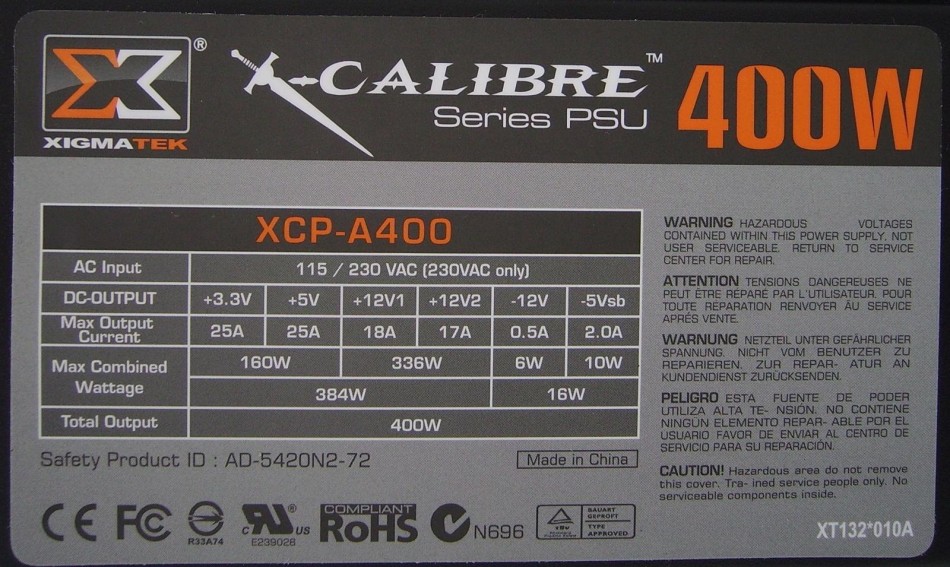 XIGMATEK ®
X-CALIBRE™
Series PSU
400W
XCP-A400
AC Input 115 / 230 VAC (230VAC only)
DC-OUTPUT +3.3V +5V +12V1 +12V2 -12V -5Vsb
Max Output Current 25A 25A 18A 17A 0.5A 2.0A
Max Combined Wattage 160W 336W 6W 10W
384W 16W
Total Output 400W
Safety Product ID : AD-5420N2-72
Made in China
WARNING HAZARDOUS VOLTAGES
CONTAINED WITHIN THIS POWER SUPPLY, NOT
USER SERVICEABLE. RETURN TO SERVICE
CENTER FOR REPAIR.
ATTENTION TENSIONS DANGEREUSES NE
PEUT ÊTRE RÉPARÉ PAR L'UTILISATEUR. POUR
TOUTE REPARATION RENVOYER ÁU SERVICE
APRÉS VENTE.
WARNUNG NETZTEIL UNTER GEFÄHRLICHER
SPANNUNG. NICHT VOM BENUTZER ZU
REPARIEREN. ZUR REPAR- ATUR AN
KUNDENDIENST ZURÜCKSENDEN.
PELIGRO ESTA FUENTE DE PODER
UTILIZA ALTA TE- NSIÓN. NO CONTIENE
NINGÚN ELEMENTO REPAR- ABLE POR EL
USUARIO FAVOR DE ENVIAR AL CENTRO DE
SERVICIO PARA SU REPARACIÓN.
CAUTION! Hazardous area do not remove
this cover. Tra- ined service people only. No
serviceable components inside.
CE FC R33A74 c RU ® US E239028 COMPLIANT RoHS N696 TÜV BAUART GEPRÜFT TYPE APPROVED
XT132*010A